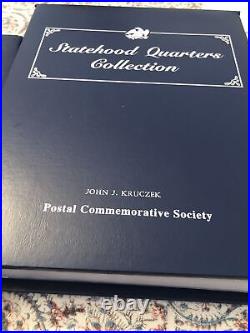 Statehood Quarters
Collection
JOHN J. KRUCZEK
Postal Commemorative Society